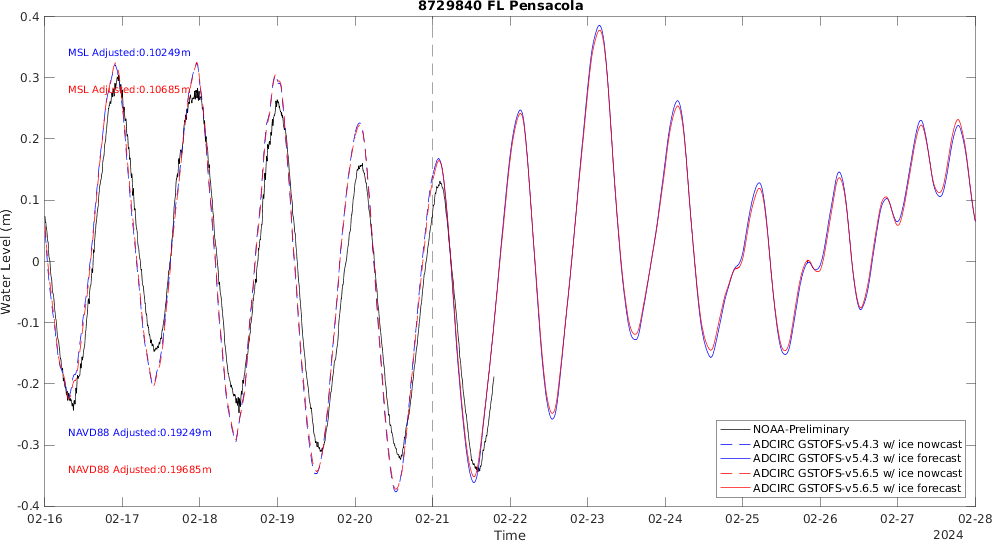 8729840 FL Pensacola
0.4
0.3
0.2
0.1
0
-0.1
-0.2
-0.3
-0.4
Water Level (m)
MSL Adjusted:0.10249m
MSL Adjusted:0.10685m
NAVD88 Adjusted:0.19249m
NAVD88 Adjusted:0.19685m
NOAA-Preliminary
ADCIRC GSTOFS-v5.4.3 w/ ice nowcast
ADCIRC GSTOFS-v5.4.3 w/ ice forecast
ADCIRC GSTOFS-v5.6.5 w/ ice nowcast
ADCIRC GSTOFS-v5.6.5 w/ ice forecast
02-16 02-17 02-18 02-19 02-20 02-21 02-22 02-23 02-24 02-25 02-26 02-27 02-28
Time
2024